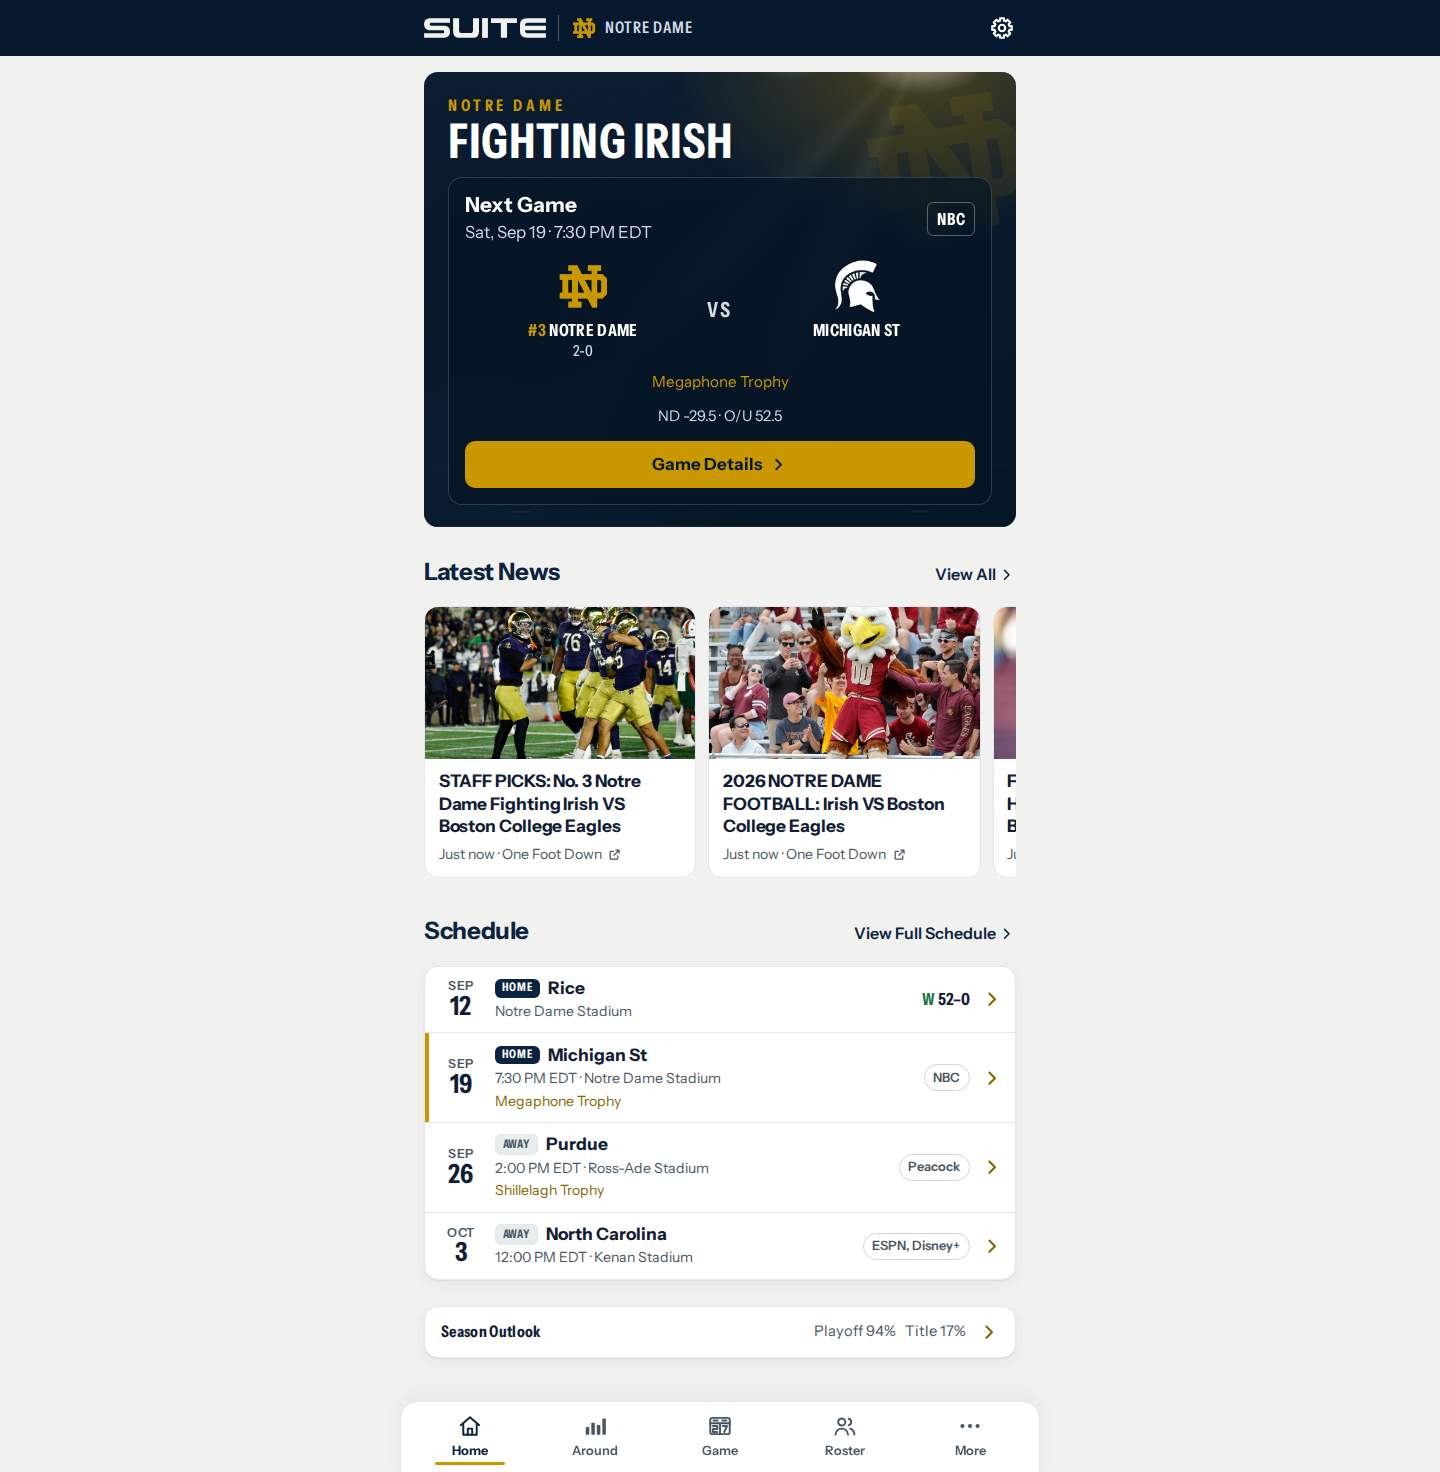 SUITE
NOTRE DAME
NOTRE DAME
FIGHTING IRISH
Next Game
Sat, Sep 19 · 7:30 PM EDT
NBC
#3 NOTRE DAME
2-0
VS
MICHIGAN ST
Megaphone Trophy
ND -29.5 · O/U 52.5
Game Details
Latest News
View All
76
14
STAFF PICKS: No. 3 Notre
Dame Fighting Irish VS
Boston College Eagles
Just now · One Foot Down
EAGLES
2026 NOTRE DAME
FOOTBALL: Irish VS Boston
College Eagles
Just now · One Foot Down
Schedule
View Full Schedule
SEP
12
HOME Rice
Notre Dame Stadium
W 52-0
SEP
19
HOME Michigan St
7:30 PM EDT · Notre Dame Stadium
Megaphone Trophy
NBC
SEP
26
AWAY Purdue
2:00 PM EDT · Ross-Ade Stadium
Shillelagh Trophy
Peacock
OCT
3
AWAY North Carolina
12:00 PM EDT · Kenan Stadium
ESPN, Disney+
Season Outlook
Playoff 94% Title 17%
Home
Around
Game
Roster
More